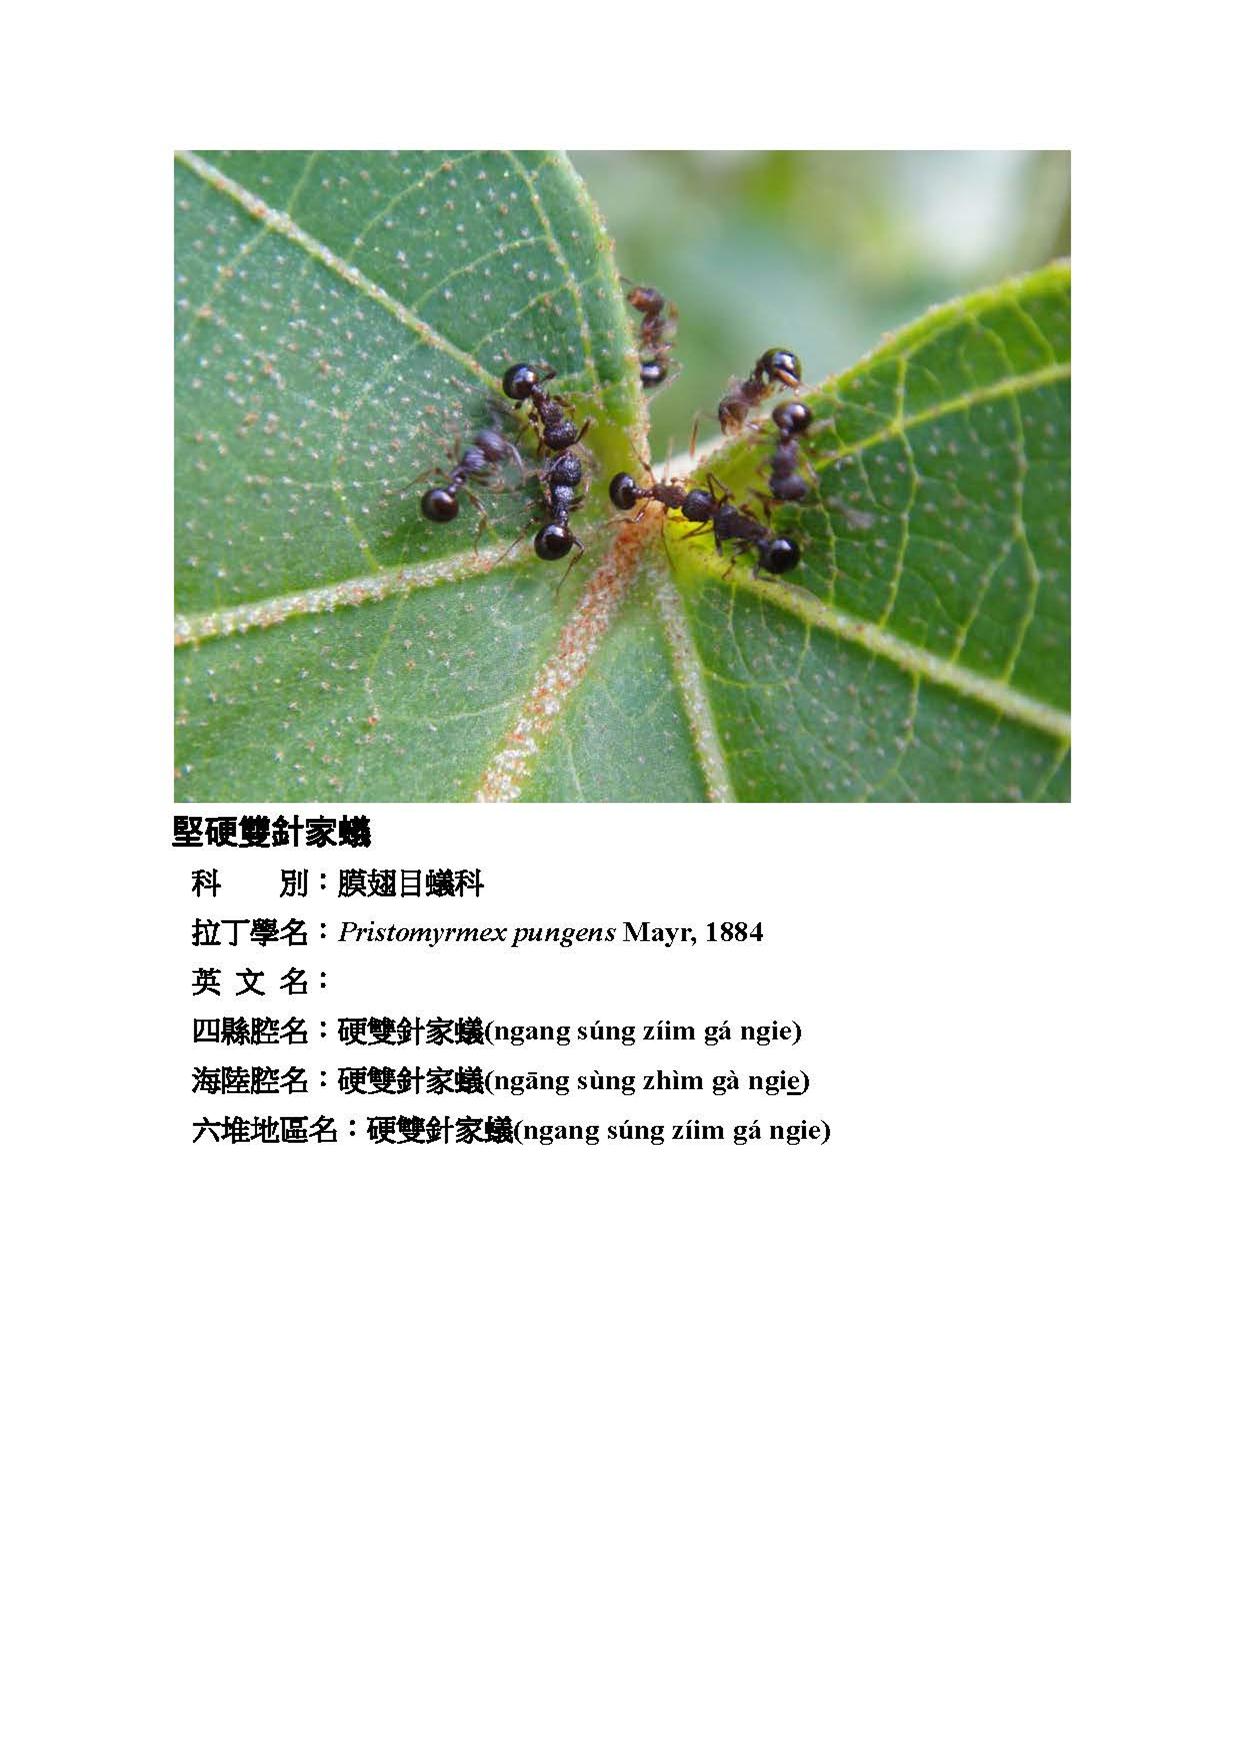 堅硬雙針家蟻
科　　別：膜翅目蟻科
拉丁學名：Pristomyrmex pungens Mayr, 1884
英 文 名：
四縣腔名：硬雙針家蟻(ngang súng zíim gá ngie)
海陸腔名：硬雙針家蟻(ngāng sùng zhìm gà ngie)
六堆地區名：硬雙針家蟻(ngang súng zíim gá ngie)